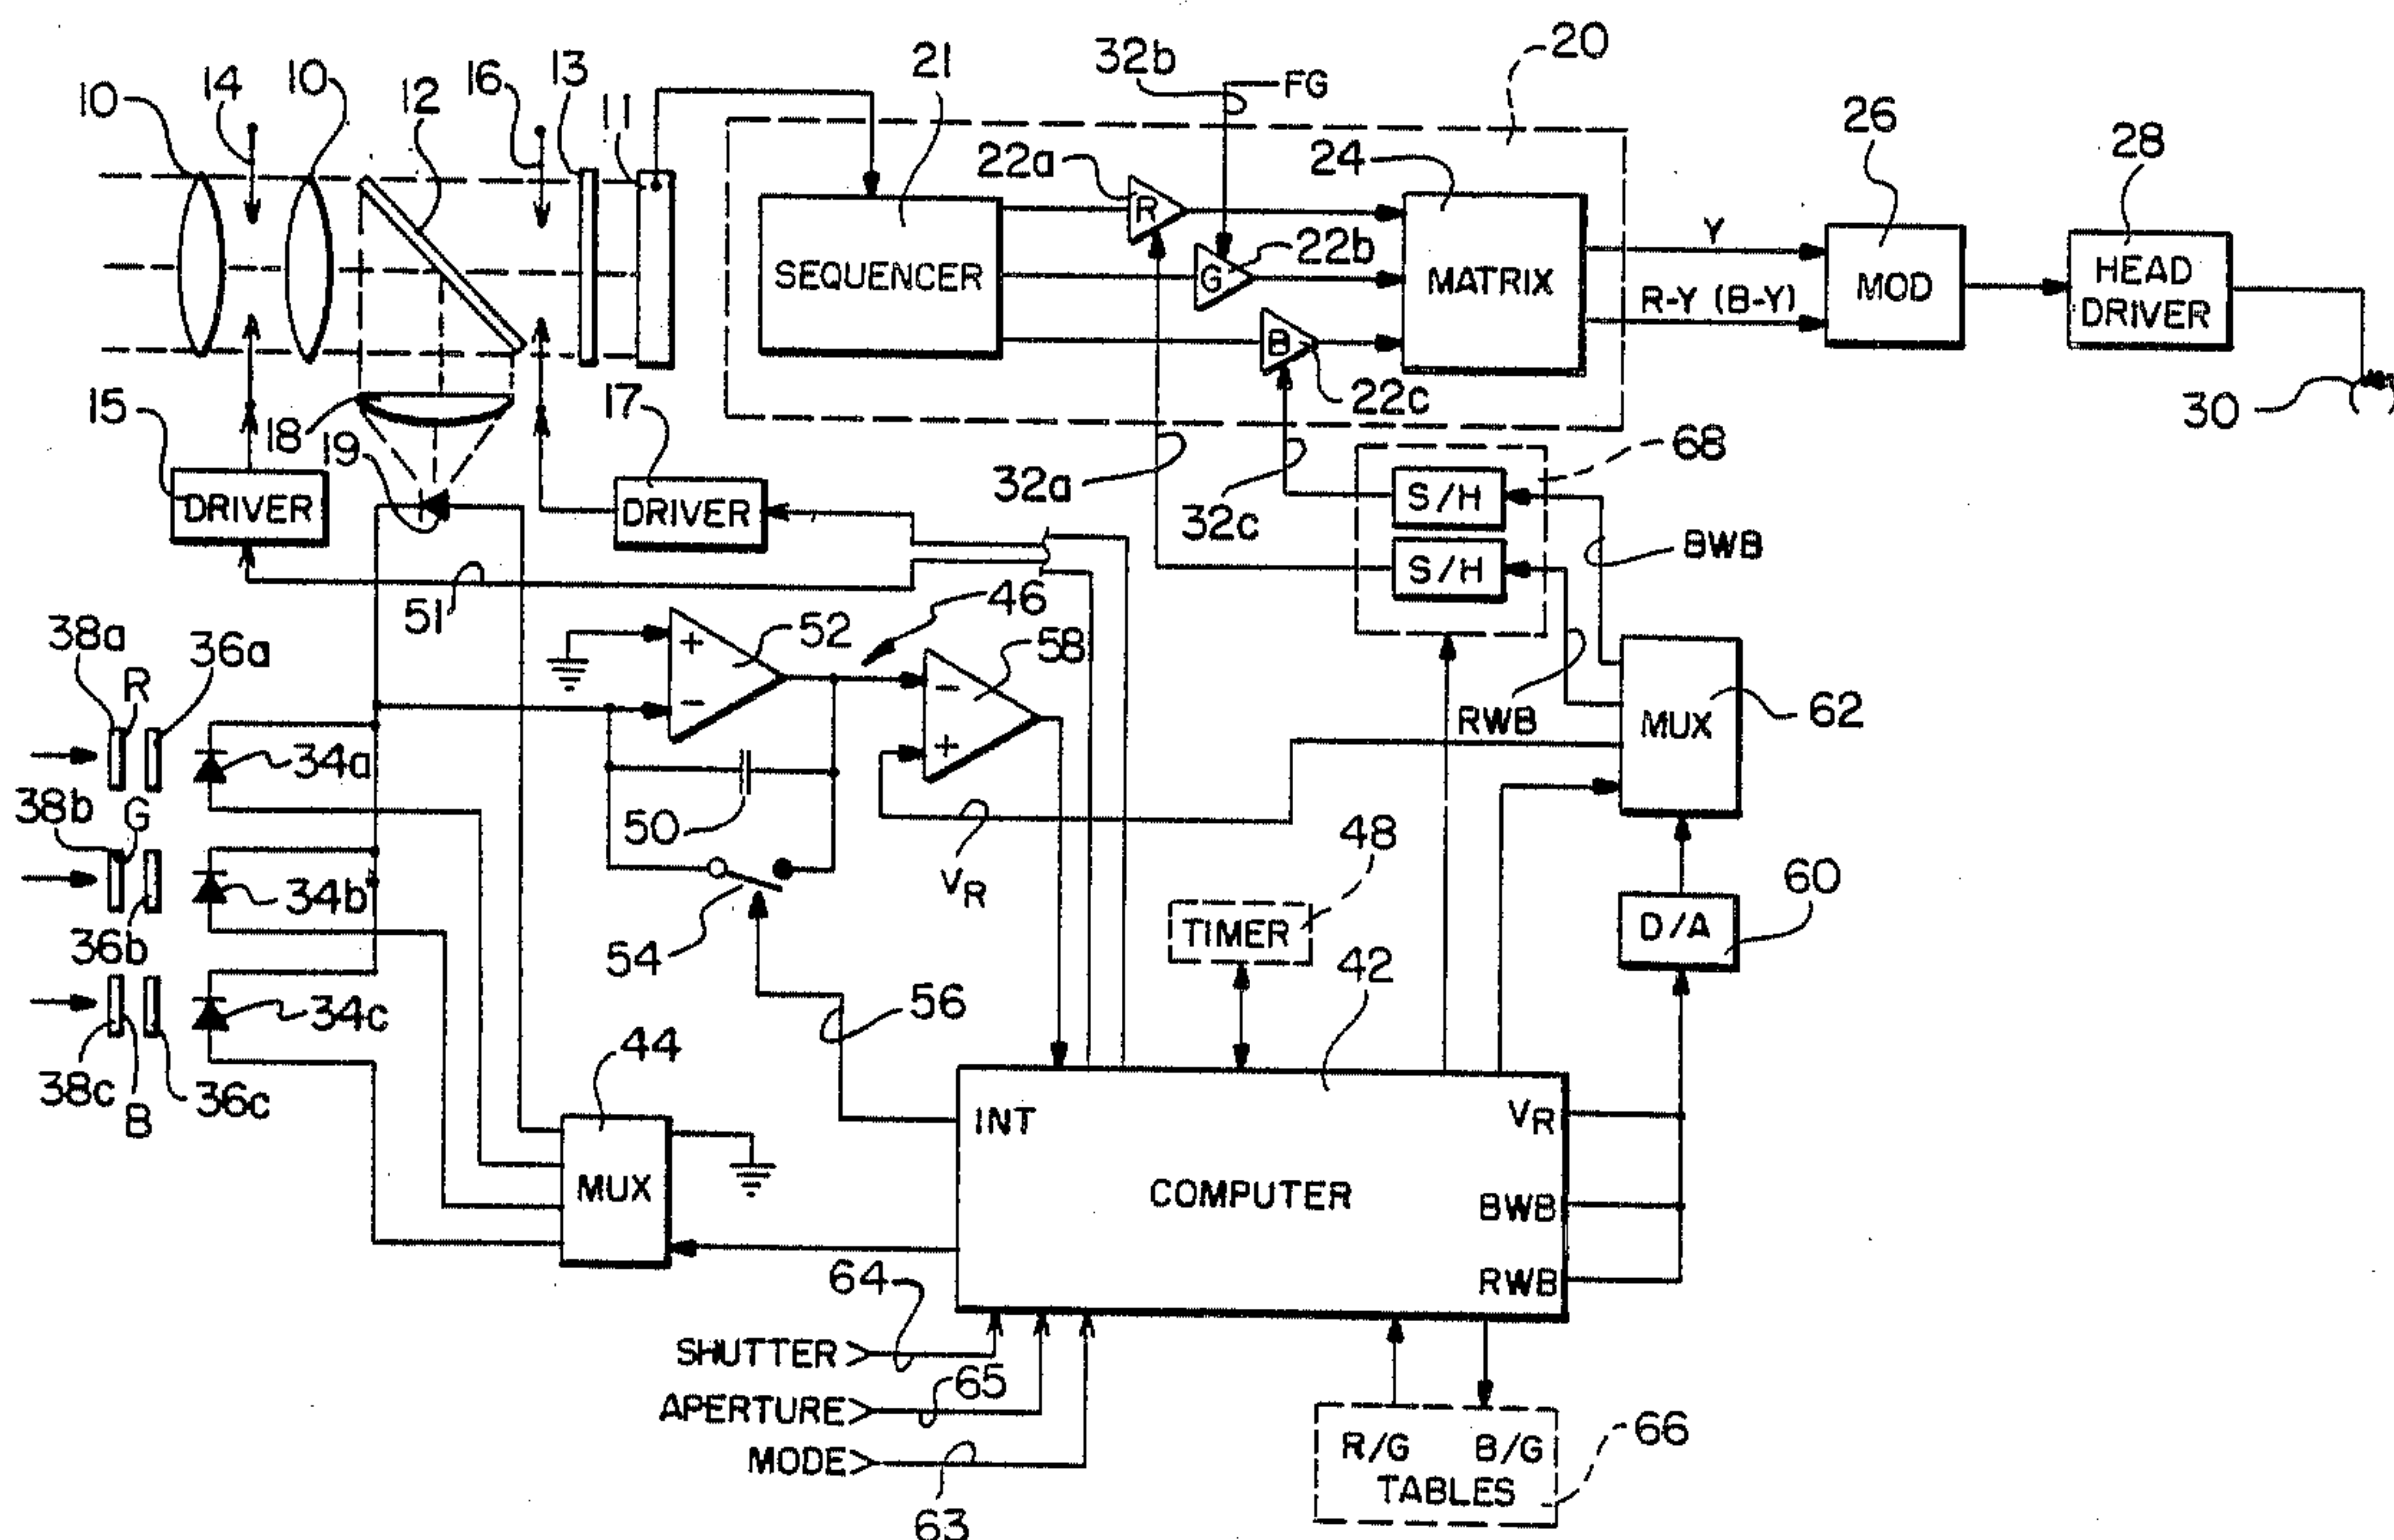 10
14
10
12
16
13
11
21
32b
FG
20
22a
24
26
28
R
SEQUENCER
G
22b
MATRIX
Y
R-Y (B-Y)
MOD
HEAD
DRIVER
B
22c
30
15
18
19
17
32a
32c
68
DRIVER
DRIVER
S/H
S/H
BWB
51
46
38a
R
36a
+
52
-
58
-
+
RWB
MUX
62
34a
38b
G
50
VR
48
34b
36b
54
TIMER
42
D/A
60
34c
56
44
38c
B
36c
INT
VR
MUX
COMPUTER
BWB
RWB
64
SHUTTER
65
APERTURE
MODE
63
R/G B/G
TABLES
66